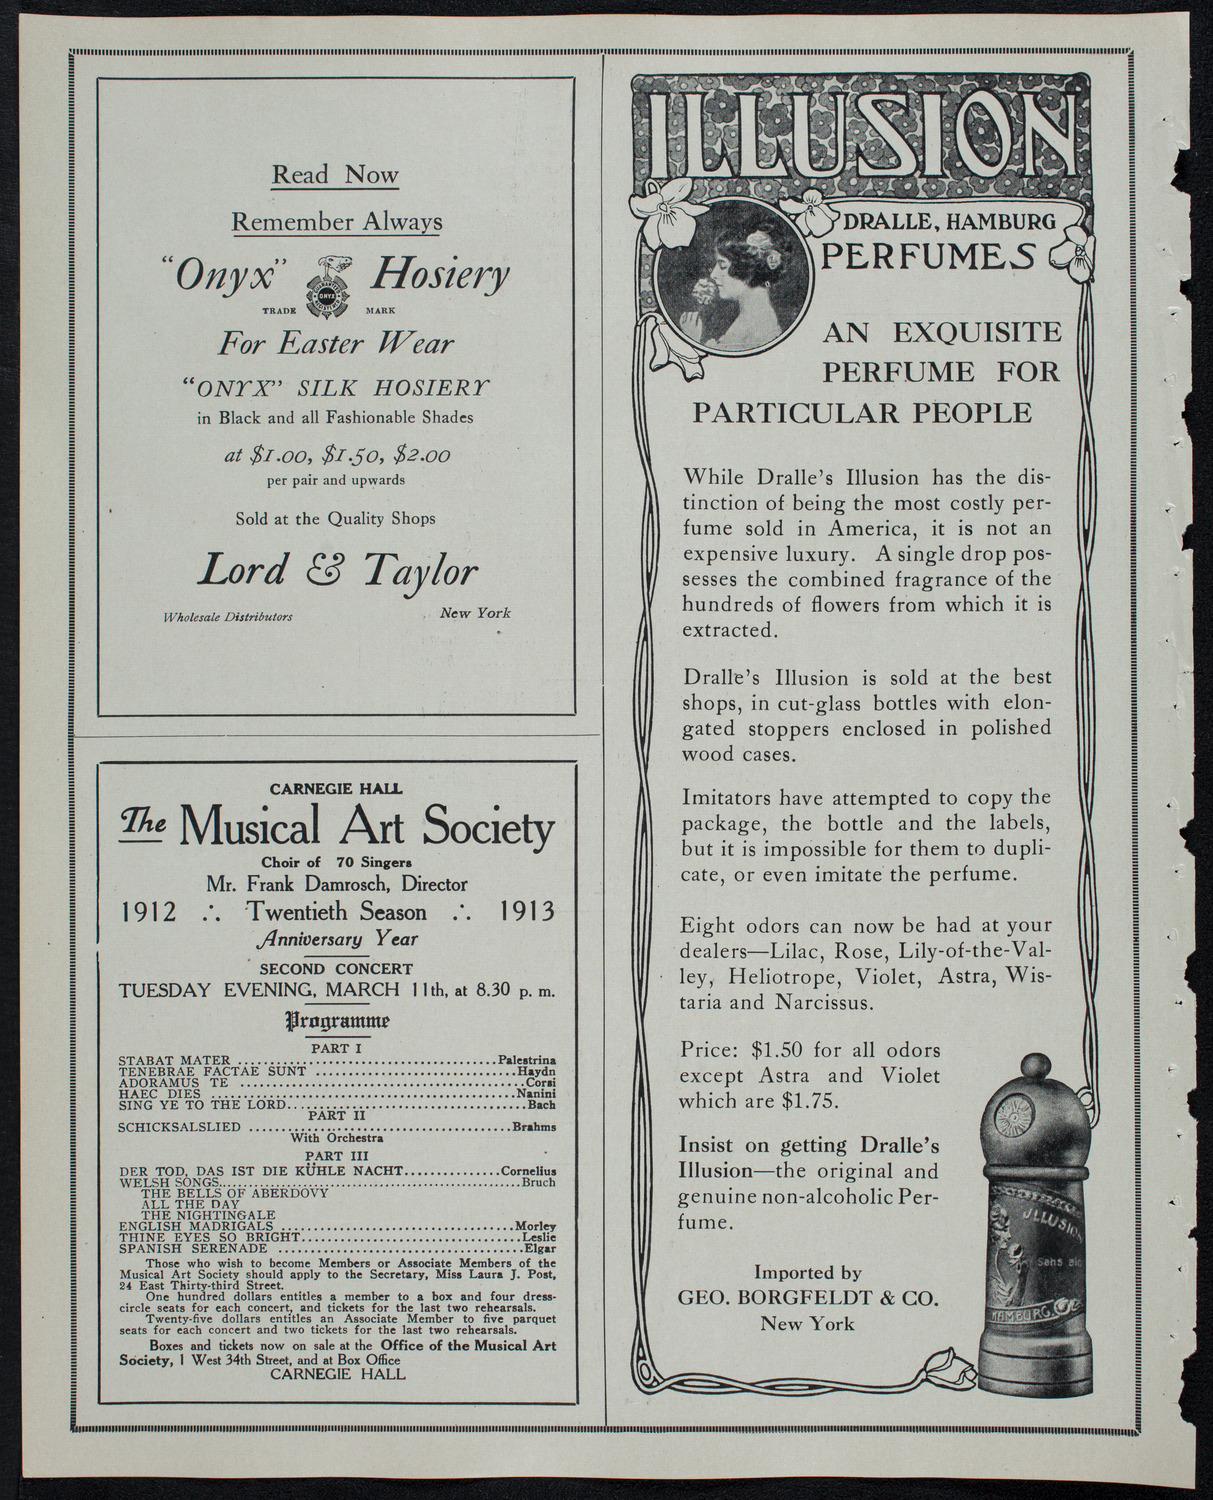 Read Now
Remember Always
"Onyx" Hosiery
TRADE MARK
ONYX
For Easter Wear
"ONYX" SILK HOSIERY
in Black and all Fashionable Shades
at $1.00, $1.50, $2.00
per pair and upwards
Sold at the Quality Shops
Lord & Taylor
Wholesale Distributors New York
CARNEGIE HALL
The Musical Art Society
Choir of 70 Singers
Mr. Frank Damrosch, Director
1912 ∴ Twentieth Season ∴ 1913
Anniversary Year
SECOND CONCERT
TUESDAY EVENING, MARCH 11th, at 8.30 p. m.
Programme
PART I
STABAT MATER ........ Palestrina
TENEBRAE FACTAE SUNT ........ Haydn
ADORAMUS TE ........ Corsi
HAEC DIES ........ Nanini
SING YE TO THE LORD........ Bach
PART II
SCHICKSALSLIED ........ Brahms
With Orchestra
PART III
DER TOD, DAS IST DIE KÜHLE NACHT........ Cornelius
WELSH SONGS........ Bruch
THE BELLS OF ABERDOVY
ALL THE DAY
THE NIGHTINGALE
ENGLISH MADRIGALS ........ Morley
THINE EYES SO BRIGHT........ Leslie
SPANISH SERENADE ........ Elgar
Those who wish to become Members or Associate Members of the
Musical Art Society should apply to the Secretary, Miss Laura J. Post,
24 East Thirty-third Street.
One hundred dollars entitles a member to a box and four dress-
circle seats for each concert, and tickets for the last two rehearsals.
Twenty-five dollars entitles an Associate Member to five parquet
seats for each concert and two tickets for the last two rehearsals.
Boxes and tickets now on sale at the Office of the Musical Art
Society, 1 West 34th Street, and at Box Office
CARNEGIE HALL
ILLUSION
DRALLE, HAMBURG
PERFUMES
AN EXQUISITE
PERFUME FOR
PARTICULAR PEOPLE
While Dralle's Illusion has the dis-
tinction of being the most costly per-
fume sold in America, it is not an
expensive luxury. A single drop pos-
sesses the combined fragrance of the
hundreds of flowers from which it is
extracted.
Dralle's Illusion is sold at the best
shops, in cut-glass bottles with elon-
gated stoppers enclosed in polished
wood cases.
Imitators have attempted to copy the
package, the bottle and the labels,
but it is impossible for them to dupli-
cate, or even imitate the perfume.
Eight odors can now be had at your
dealers—Lilac, Rose, Lily-of-the-Val-
ley, Heliotrope, Violet, Astra, Wis-
taria and Narcissus.
Price: $1.50 for all odors
except Astra and Violet
which are $1.75.
Insist on getting Dralle's
Illusion—the original and
genuine non-alcoholic Per-
fume.
Imported by
GEO. BORGFELDT & CO.
New York
ILLUSION
Sans
HAMBURG